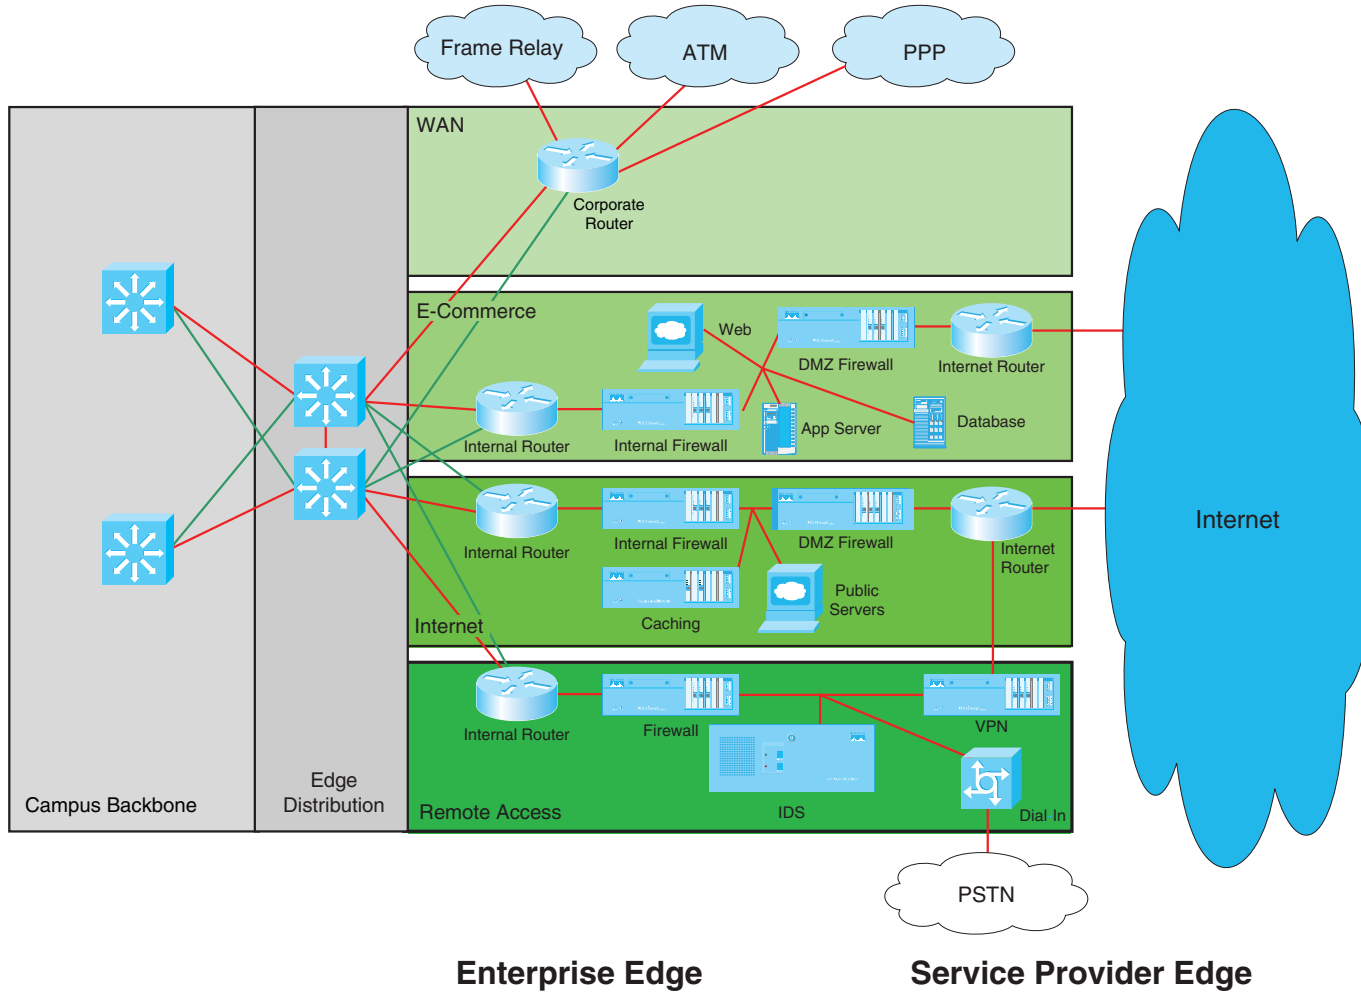 Frame Relay
ATM
PPP
WAN
Corporate
Router
E-Commerce
Web
DMZ Firewall
Internet Router
Internal Router
Internal Firewall
App Server
Database
Internal Router
Internal Firewall
DMZ Firewall
Internet
Router
Caching
Public
Servers
Internet
Internet
Internal Router
Firewall
VPN
IDS
Dial In
Remote Access
Campus Backbone
Edge
Distribution
PSTN
Enterprise Edge
Service Provider Edge